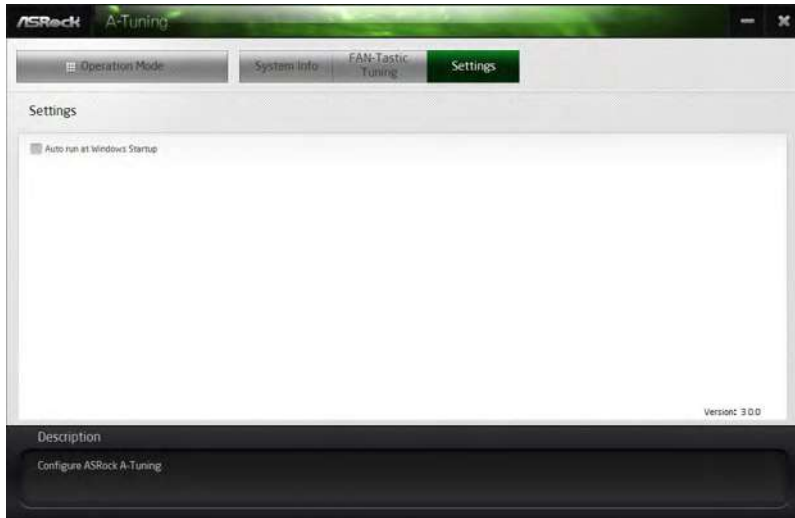 ASRock A-Tuning
Operation Mode
System Info
FAN-Tastic
Tuning
Settings
Settings
Auto run at Windows Startup
Version: 3.0.0
Description
Configure ASRock A-Tuning